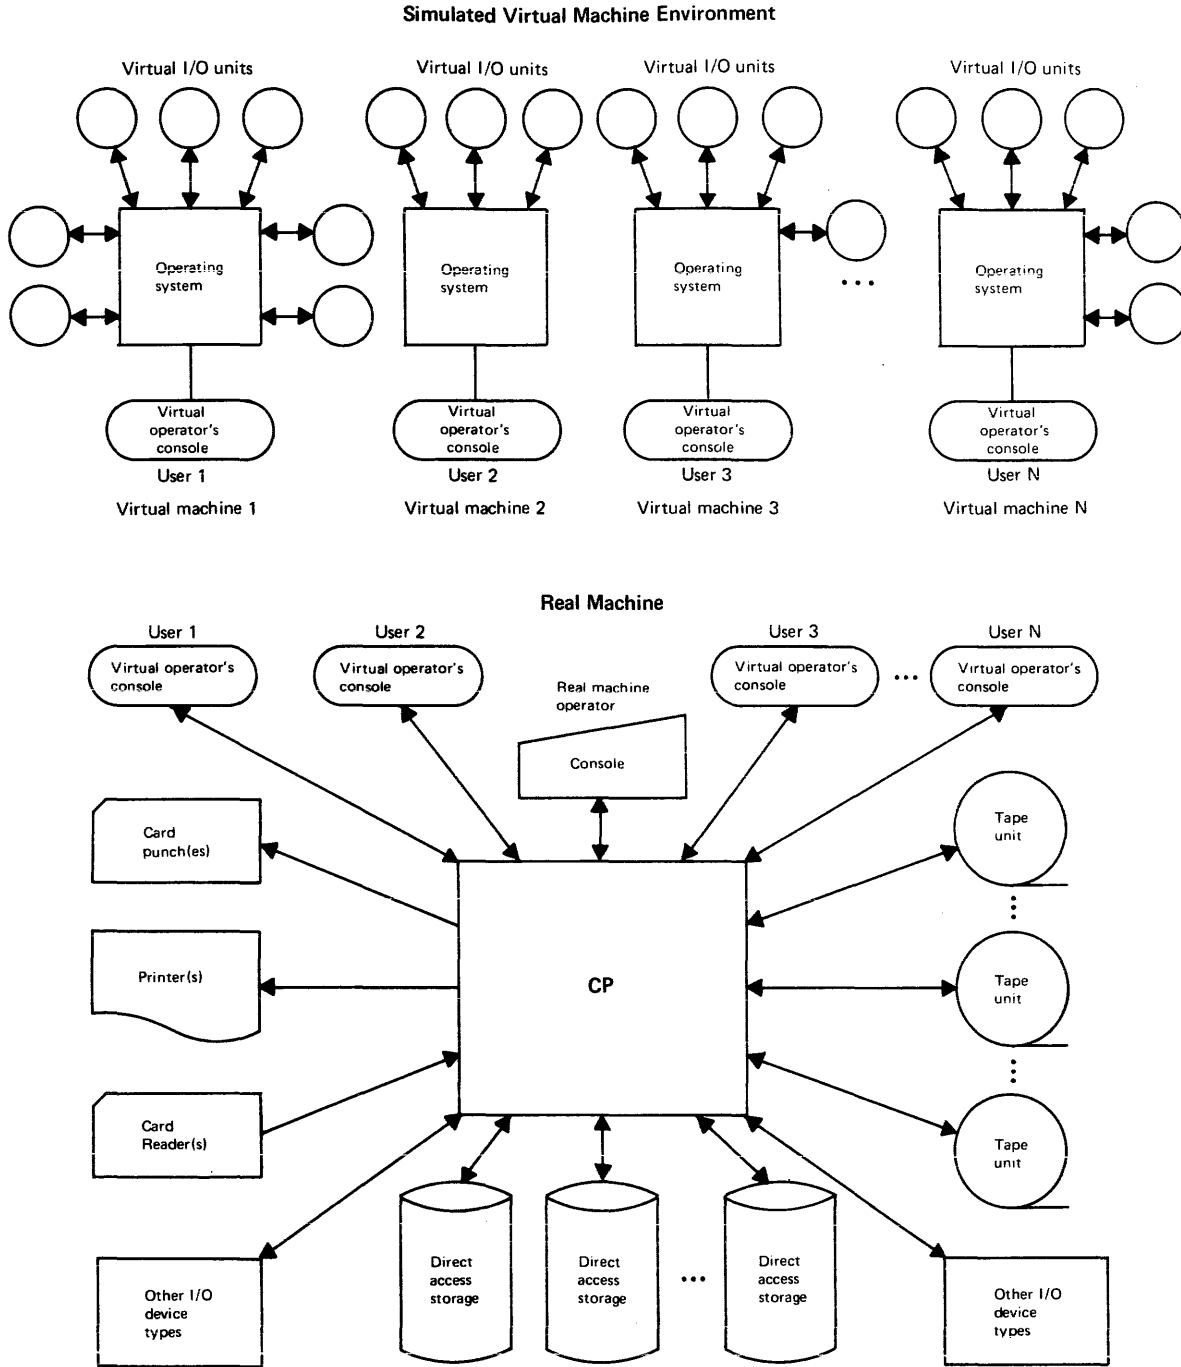 Simulated Virtual Machine Environment
Virtual I/O units
Virtual I/O units
Virtual I/O units
Virtual I/O units
Operating
system
Operating
system
Operating
system
...
Operating
system
Virtual
operator's
console
Virtual
operator's
console
Virtual
operator's
console
Virtual
operator's
console
User 1
User 2
User 3
User N
Virtual machine 1
Virtual machine 2
Virtual machine 3
Virtual machine N
Real Machine
User 1
User 2
User 3
User N
Virtual operator's
console
Virtual operator's
console
Real machine
operator
Console
Virtual operator's
console
...
Virtual operator's
console
Card
punch(es)
Tape
unit
Printer(s)
CP
Tape
unit
Card
Reader(s)
Tape
unit
Other I/O
device
types
Direct
access
storage
Direct
access
storage
...
Direct
access
storage
Other I/O
device
types